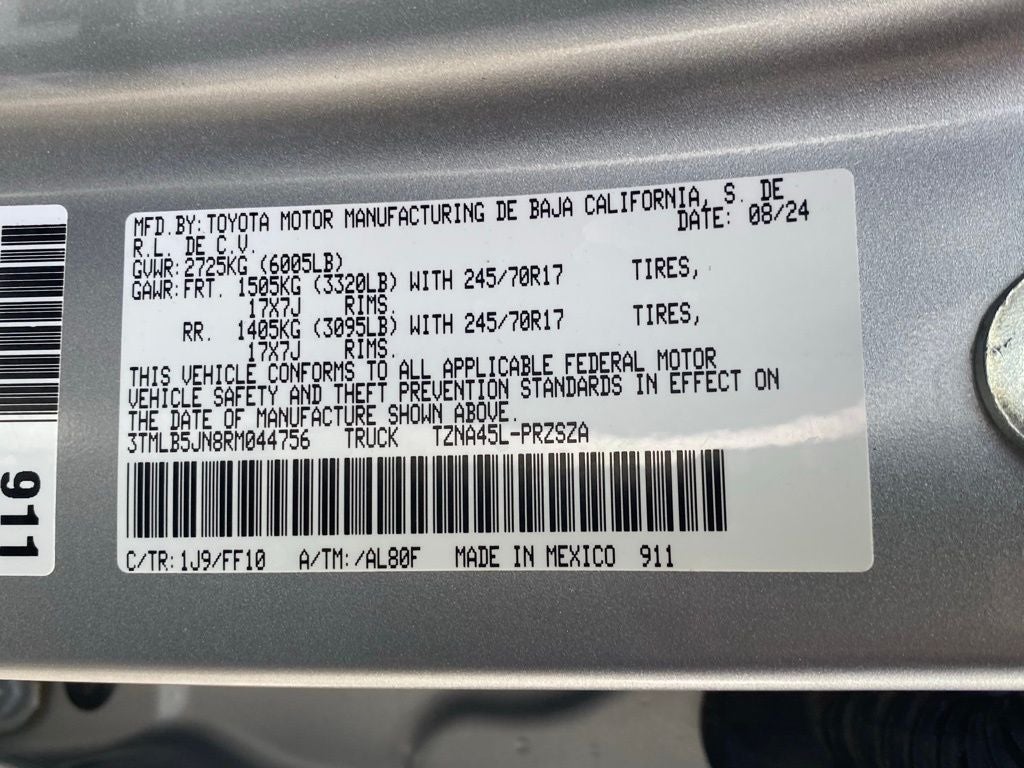 MFD.BY:TOYOTA MOTOR MANUFACTURING DE BAJA CALIFORNIA, S. DE
R.L. DE C.V. DATE: 08/24
GVWR:2725KG (6005LB)
GAWR:FRT. 1505KG (3320LB) WITH 245/70R17 TIRES,
17X7J RIMS.
RR. 1405KG (3095LB) WITH 245/70R17 TIRES,
17X7J RIMS.
THIS VEHICLE CONFORMS TO ALL APPLICABLE FEDERAL MOTOR
VEHICLE SAFETY AND THEFT PREVENTION STANDARDS IN EFFECT ON
THE DATE OF MANUFACTURE SHOWN ABOVE.
3TMLB5JN8RM044756 TRUCK TZNA45L-PRZSZA
C/TR:1J9/FF10 A/TM:/AL80F MADE IN MEXICO 911
911